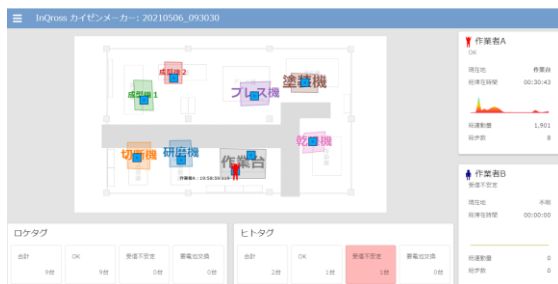 InQross カイゼンメーカー: 20210506_093030
作業者A
OK
現在地 作業台
総滞在時間 00:30:43
総運動量 1,901
総歩数 8
作業者B
受信不安定
現在地 不明
総滞在時間 00:00:00
総運動量 0
総歩数 0
成型機2
成型機1
プレス機
塗装機
切断機
研磨機
作業台
乾燥機
ロケタグ
合計 9台
OK 9台
受信不安定 0台
蓄電池交換 0台
ヒトタグ
合計 2台
OK 1台
受信不安定 1台
蓄電池交換 0台